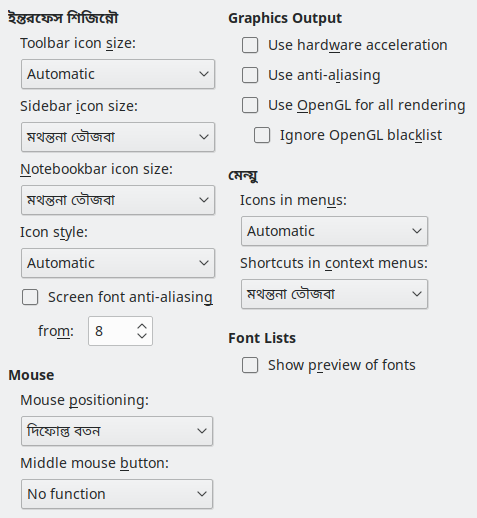 ইন্তরফেস শিজিন্নৌ
Toolbar icon size:
Automatic
Sidebar icon size:
মথন্তনা তৌজবা
Notebookbar icon size:
মথন্তনা তৌজবা
Icon style:
Automatic
Screen font anti-aliasing
from: 8
Mouse
Mouse positioning:
দিফোল্ত বতন
Middle mouse button:
No function
Graphics Output
Use hardware acceleration
Use anti-aliasing
Use OpenGL for all rendering
Ignore OpenGL blacklist
মেন্যু
Icons in menus:
Automatic
Shortcuts in context menus:
মথন্তনা তৌজবা
Font Lists
Show preview of fonts